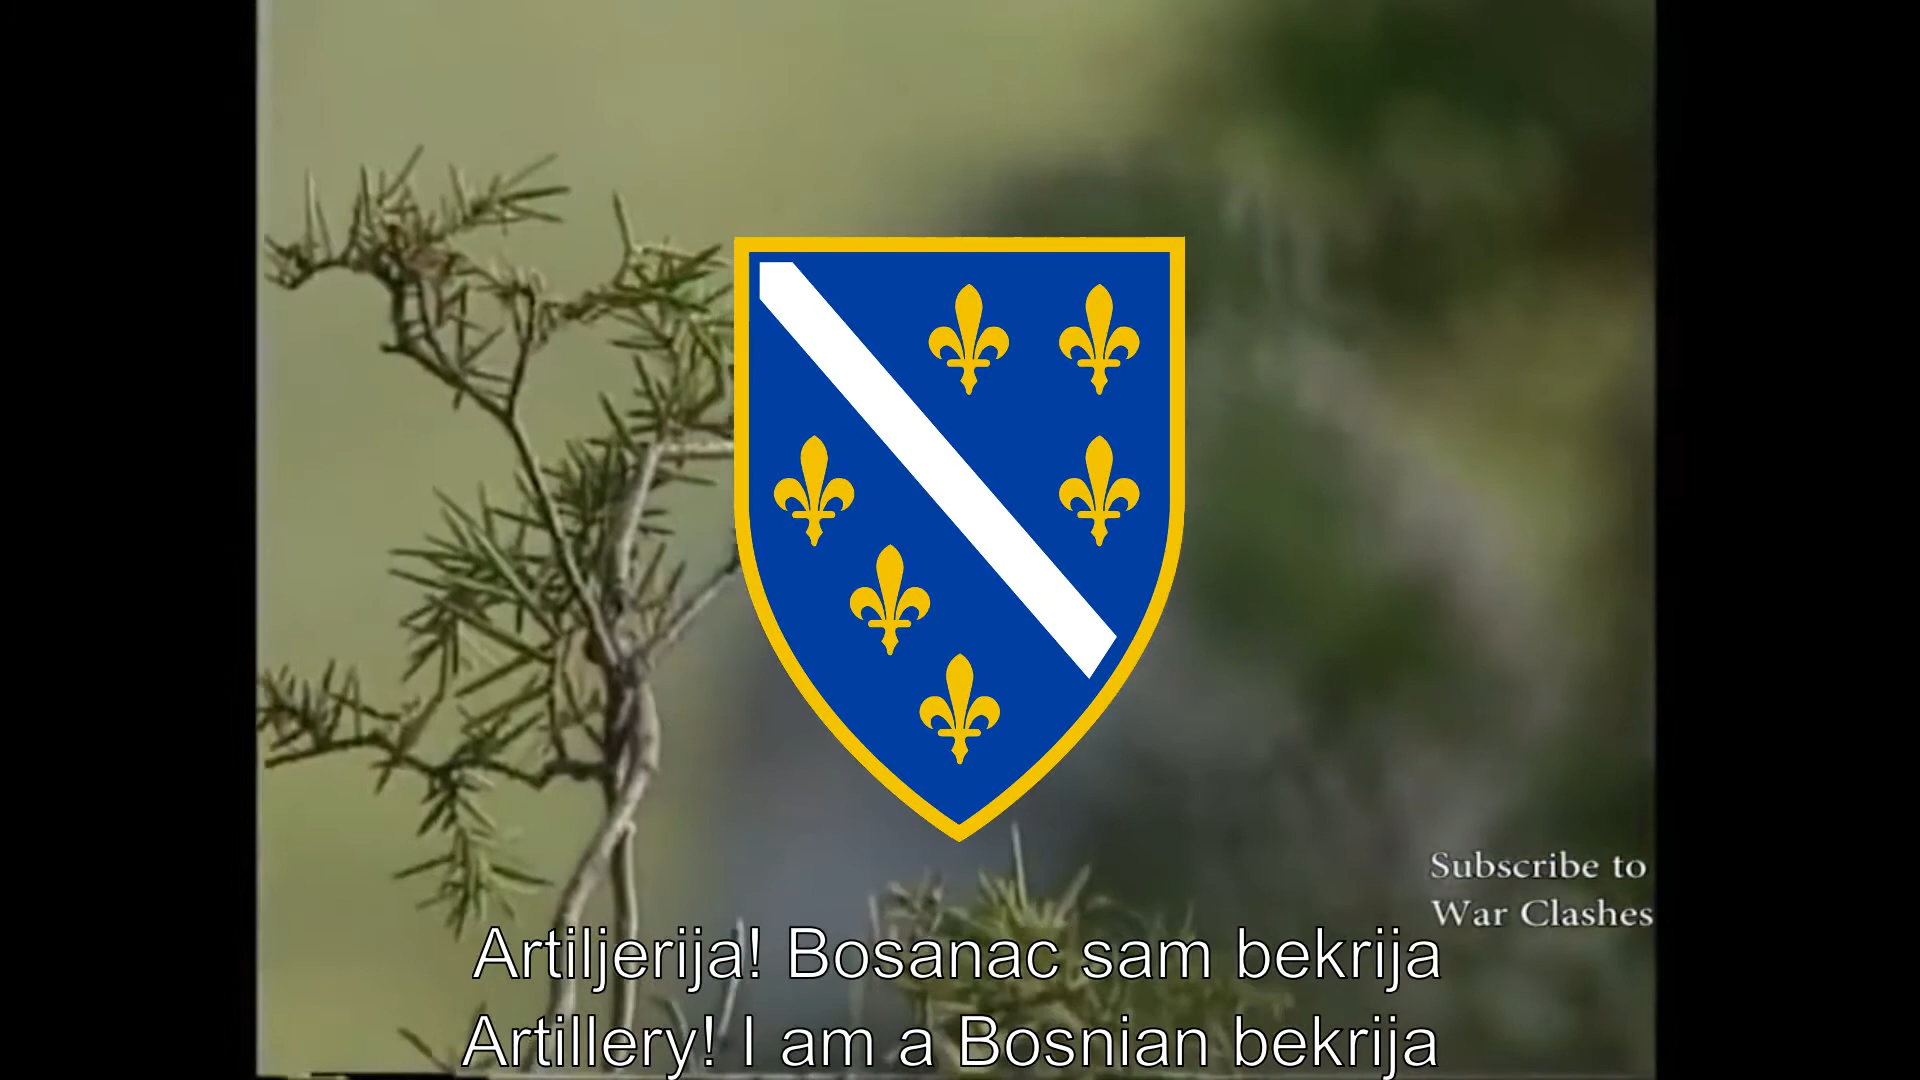 Subscribe to
War Clashes
Artiljerija! Bosanac sam bekrija
Artillery! I am a Bosnian bekrija